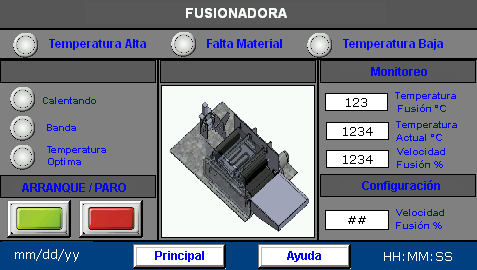 FUSIONADORA
Temperatura Alta
Falta Material
Temperatura Baja
Calentando
Banda
Temperatura
Optima
ARRANQUE / PARO
Monitoreo
123
Temperatura
Fusión °C
1234
Temperatura
Actual °C
1234
Velocidad
Fusión %
Configuración
##
Velocidad
Fusión %
mm/dd/yy
Principal
Ayuda
HH:MM:SS